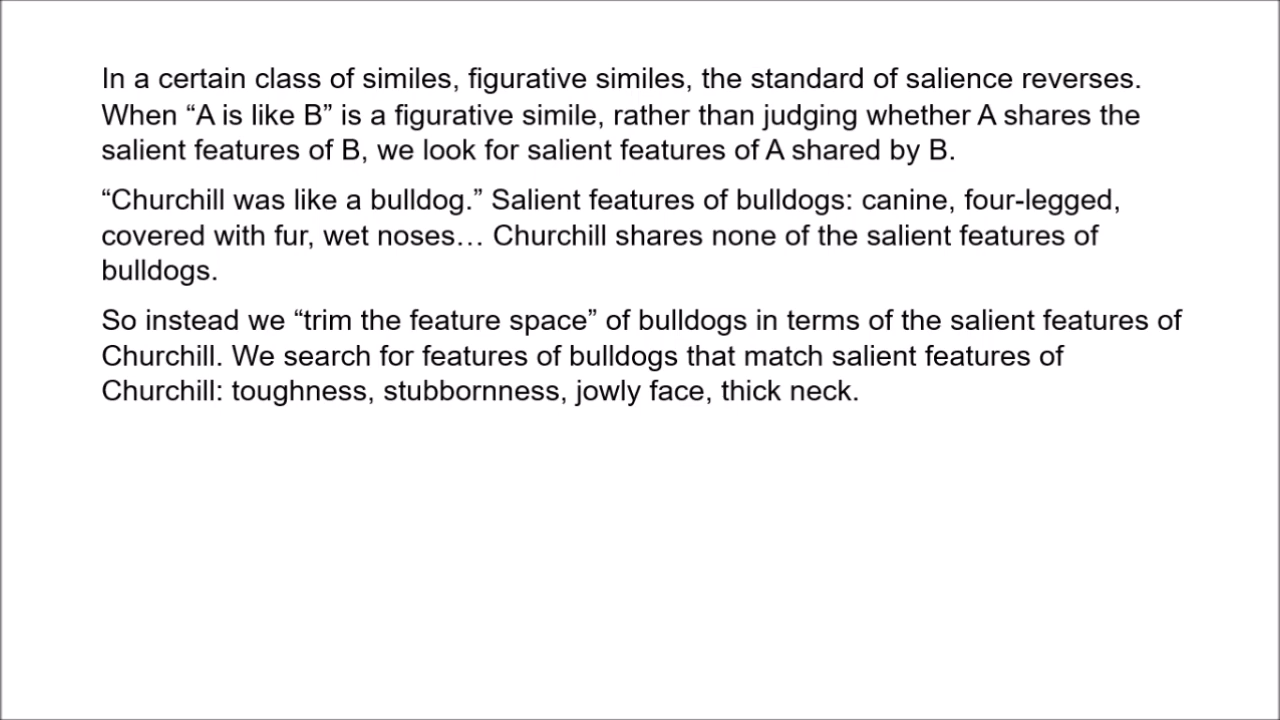 In a certain class of similes, figurative similes, the standard of salience reverses.
When “A is like B” is a figurative simile, rather than judging whether A shares the
salient features of B, we look for salient features of A shared by B.
“Churchill was like a bulldog.” Salient features of bulldogs: canine, four-legged,
covered with fur, wet noses… Churchill shares none of the salient features of
bulldogs.
So instead we “trim the feature space” of bulldogs in terms of the salient features of
Churchill. We search for features of bulldogs that match salient features of
Churchill: toughness, stubbornness, jowly face, thick neck.